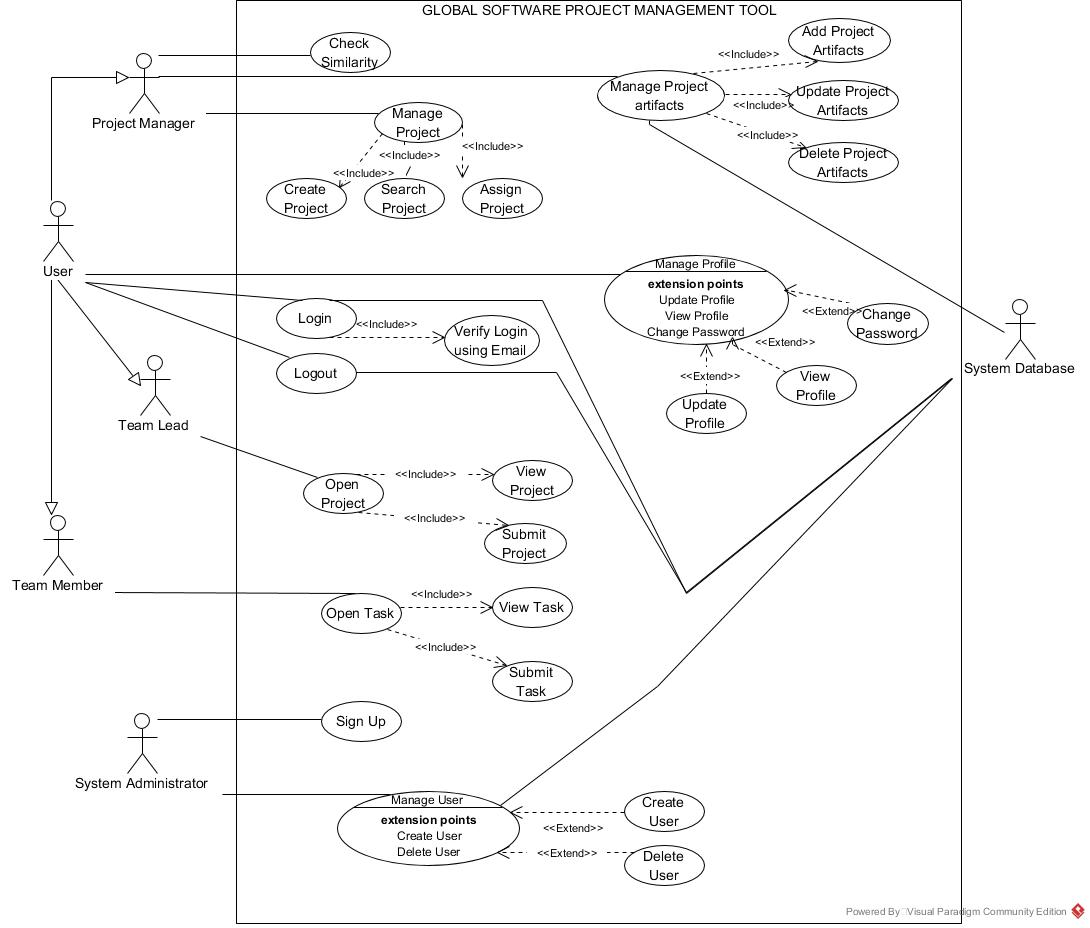 GLOBAL SOFTWARE PROJECT MANAGEMENT TOOL
Check
Similarity
Project Manager
Manage
Project
<<Include>>
<<Include>>
<<Include>>
Create
Project
Search
Project
Assign
Project
Manage Project
artifacts
<<Include>>
Add Project
Artifacts
<<Include>>
Update Project
Artifacts
<<Include>>
Delete Project
Artifacts
User
Manage Profile
extension points
Update Profile
View Profile
Change Password
<<Extend>>
Change
Password
<<Extend>>
View
Profile
<<Extend>>
Update
Profile
System Database
Login
<<Include>>
Verify Login
using Email
Logout
Team Lead
Open
Project
<<Include>>
View
Project
<<Include>>
Submit
Project
Team Member
Open Task
<<Include>>
View Task
<<Include>>
Submit
Task
System Administrator
Sign Up
Manage User
extension points
Create User
Delete User
<<Extend>>
Create
User
<<Extend>>
Delete
User
Powered By Visual Paradigm Community Edition